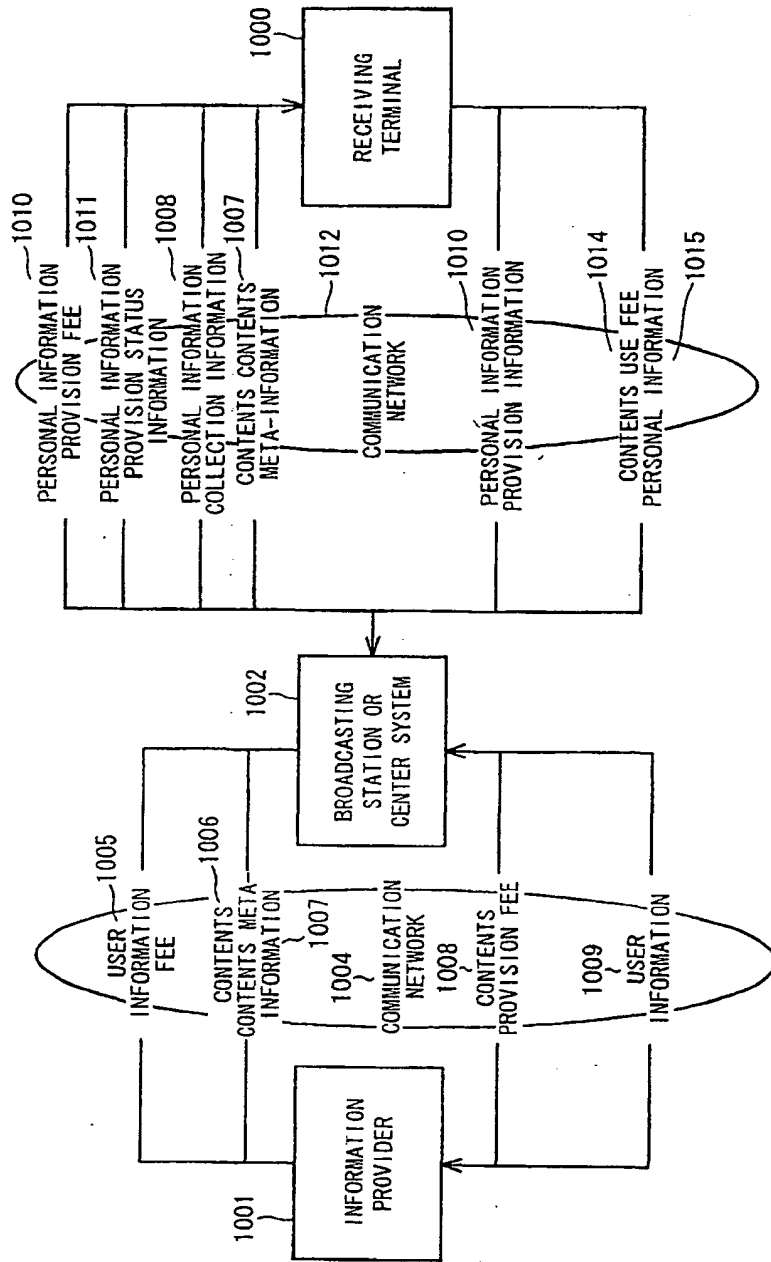 1001
INFORMATION
PROVIDER
USER
INFORMATION
FEE
1005
CONTENTS
1006
CONTENTS META-
INFORMATION
1007
1004
COMMUNICATION
NETWORK
1008
CONTENTS
PROVISION FEE
1009
USER
INFORMATION
1002
BROADCASTING
STATION OR
CENTER SYSTEM
PERSONAL INFORMATION
PROVISION FEE
1010
PERSONAL INFORMATION
PROVISION STATUS
INFORMATION
1011
PERSONAL INFORMATION
COLLECTION INFORMATION
1008
CONTENTS CONTENTS
META-INFORMATION
1007
COMMUNICATION
NETWORK
1012
PERSONAL INFORMATION
PROVISION INFORMATION
1010
CONTENTS USE FEE
PERSONAL INFORMATION
1014
1015
1000
RECEIVING
TERMINAL